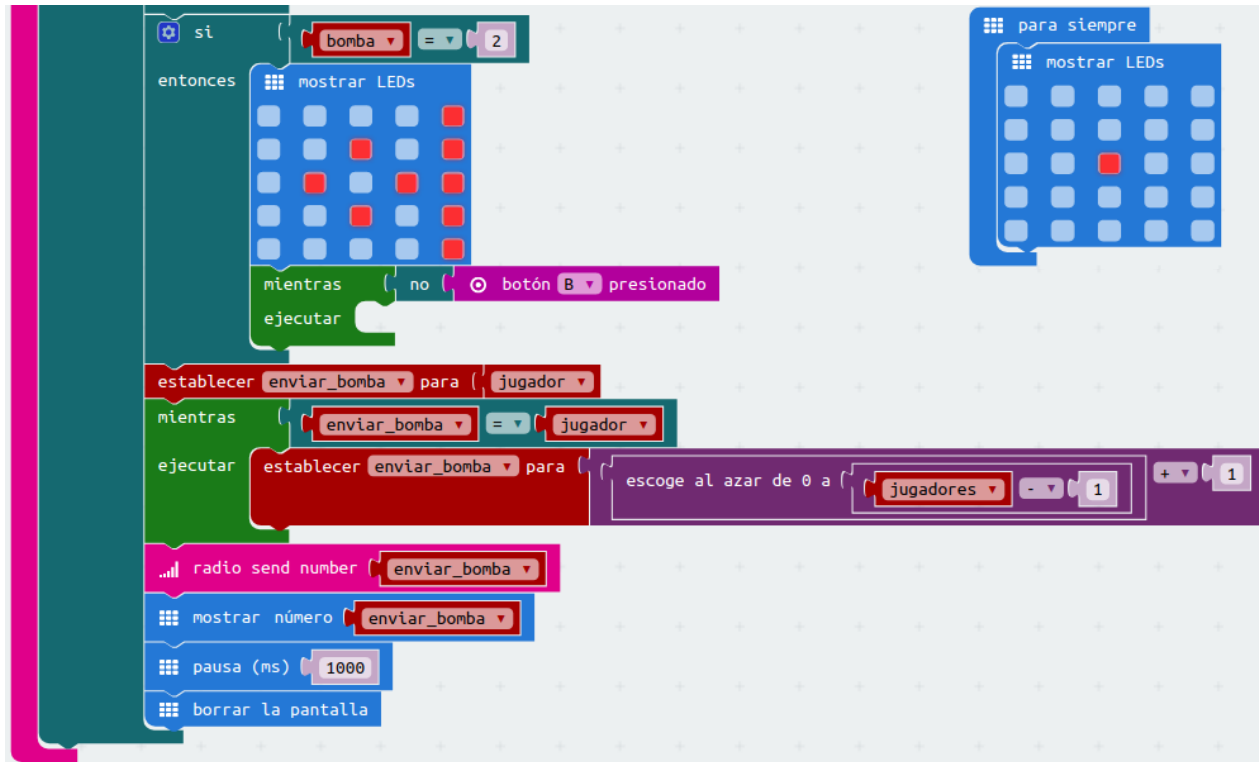 si bomba = 2
entonces mostrar LEDs
mientras no botón B presionado
ejecutar
establecer enviar_bomba para jugador
mientras enviar_bomba = jugador
ejecutar establecer enviar_bomba para escoge al azar de 0 a jugadores - 1 + 1
radio send number enviar_bomba
mostrar número enviar_bomba
pausa (ms) 1000
borrar la pantalla
para siempre
mostrar LEDs